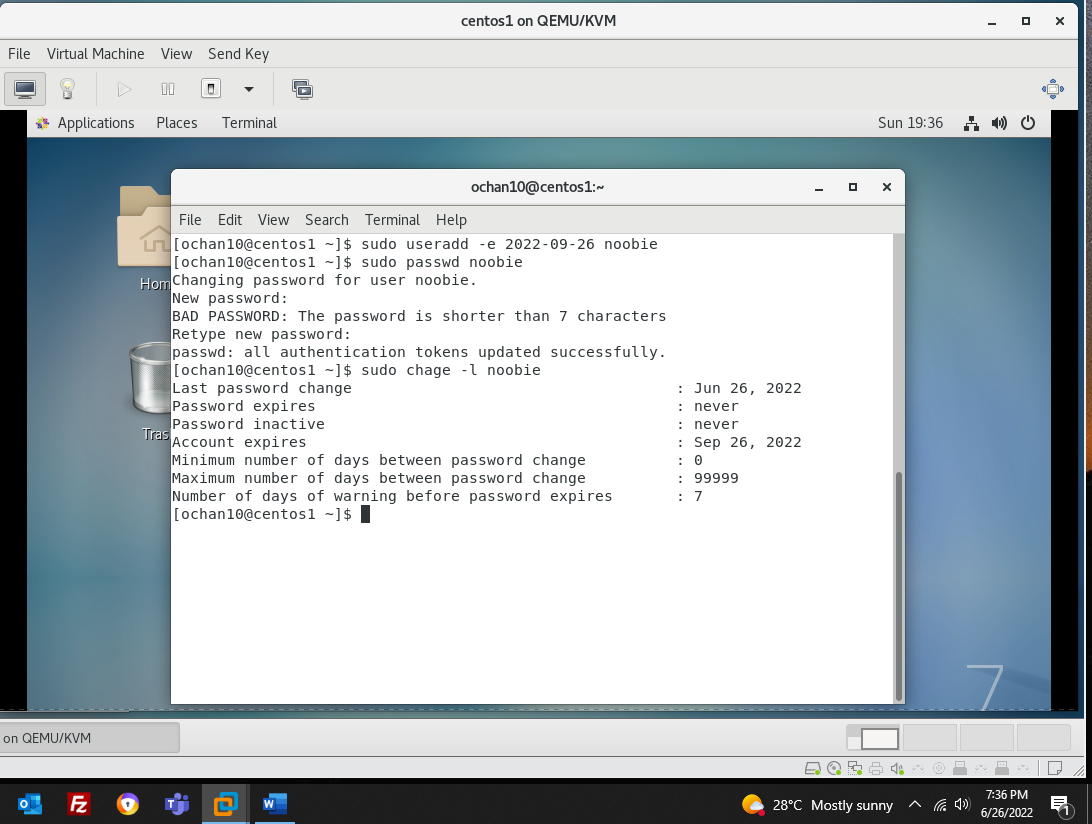 centos1 on QEMU/KVM
File Virtual Machine View Send Key
Applications Places Terminal Sun 19:36
ochan10@centos1:~
File Edit View Search Terminal Help
[ochan10@centos1 ~]$ sudo useradd -e 2022-09-26 noobie
[ochan10@centos1 ~]$ sudo passwd noobie
Changing password for user noobie.
New password:
BAD PASSWORD: The password is shorter than 7 characters
Retype new password:
passwd: all authentication tokens updated successfully.
[ochan10@centos1 ~]$ sudo chage -l noobie
Last password change : Jun 26, 2022
Password expires : never
Password inactive : never
Account expires : Sep 26, 2022
Minimum number of days between password change : 0
Maximum number of days between password change : 99999
Number of days of warning before password expires : 7
[ochan10@centos1 ~]$
Hom
Tras
7
on QEMU/KVM
28°C Mostly sunny
7:36 PM
6/26/2022
1